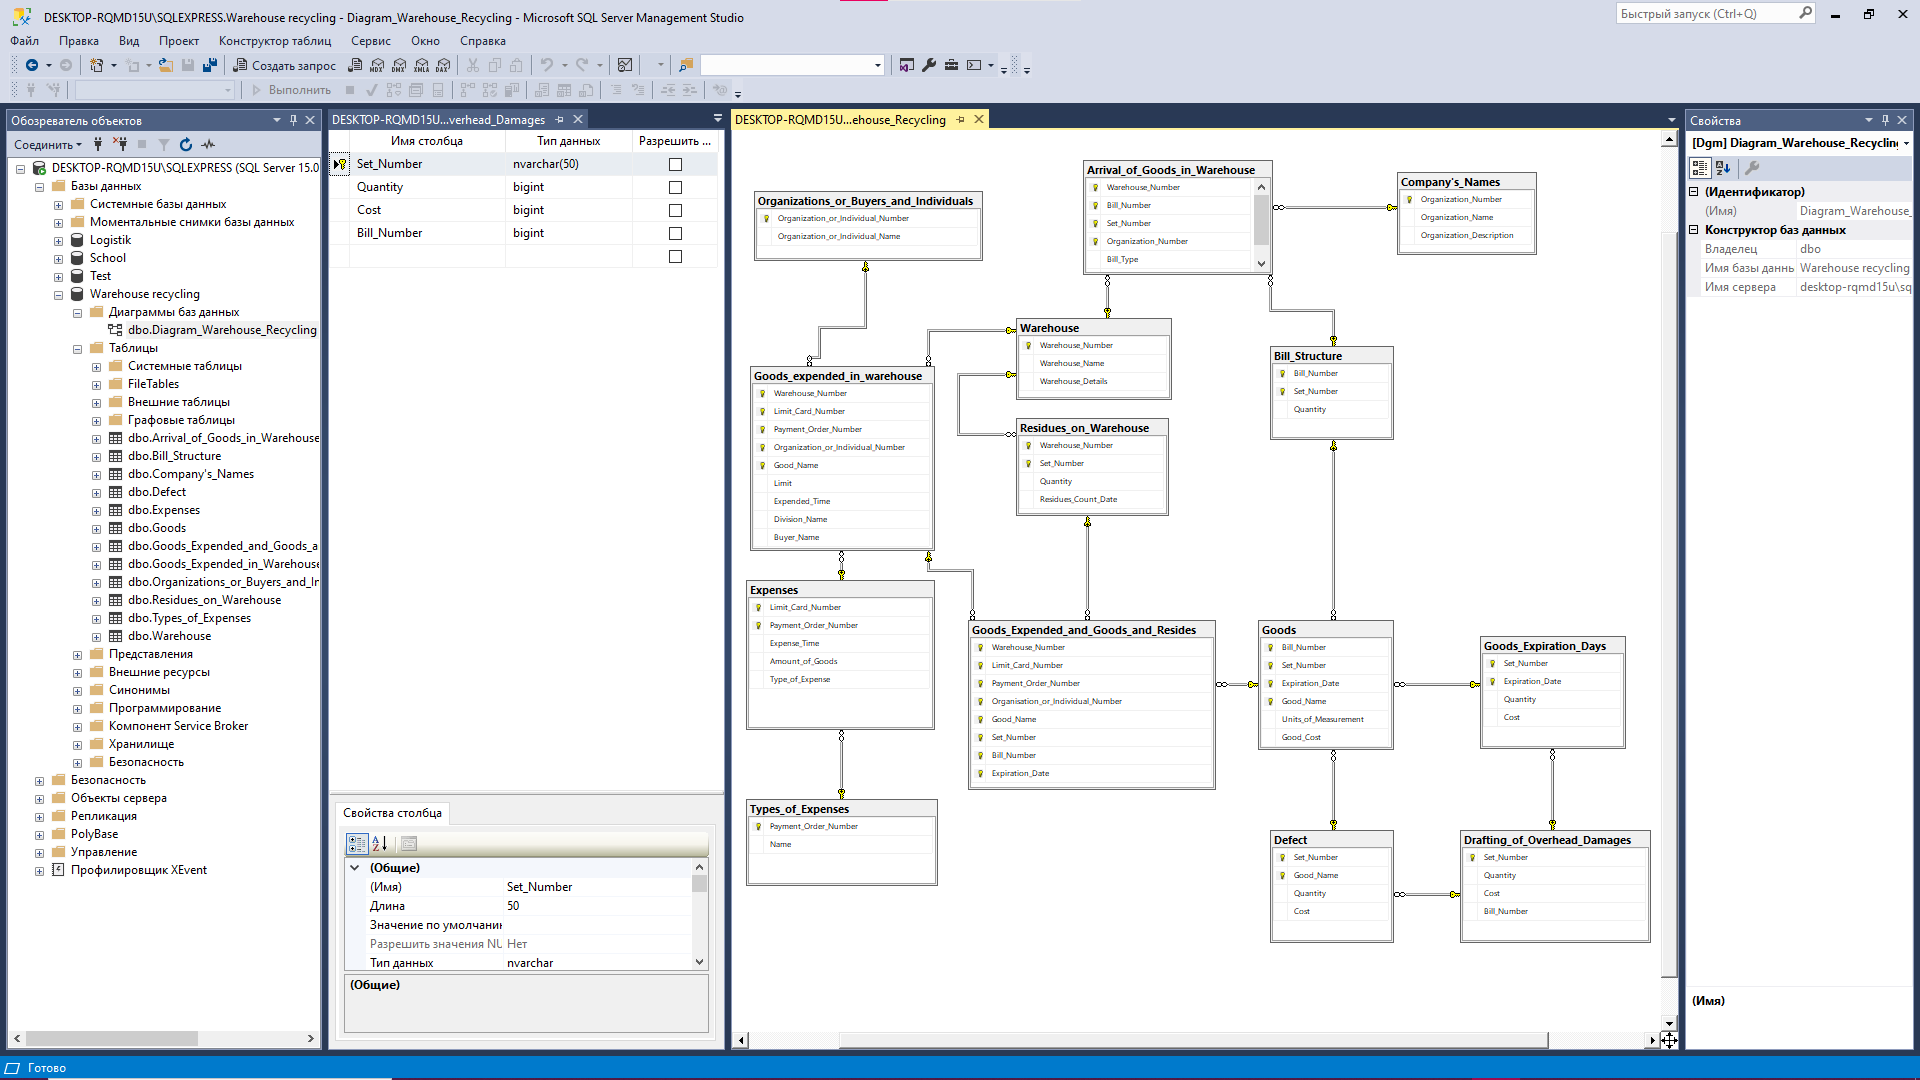 DESKTOP-RQMD15U\SQLEXPRESS.Warehouse recycling - Diagram_Warehouse_Recycling - Microsoft SQL Server Management Studio
Быстрый запуск (Ctrl+Q)
Файл Правка Вид Проект Конструктор таблиц Сервис Окно Справка
Создать запрос
MDX DMX XMLA DAX
Выполнить
Обозреватель объектов
Соединить
DESKTOP-RQMD15U\SQLEXPRESS (SQL Server 15.0
Базы данных
Системные базы данных
Моментальные снимки базы данных
Logistik
School
Test
Warehouse recycling
Диаграммы баз данных
dbo.Diagram_Warehouse_Recycling
Таблицы
Системные таблицы
FileTables
Внешние таблицы
Графовые таблицы
dbo.Arrival_of_Goods_in_Warehouse
dbo.Bill_Structure
dbo.Company's_Names
dbo.Defect
dbo.Expenses
dbo.Goods
dbo.Goods_Expended_and_Goods_a
dbo.Goods_Expended_in_Warehouse
dbo.Organizations_or_Buyers_and_In
dbo.Residues_on_Warehouse
dbo.Types_of_Expenses
dbo.Warehouse
Представления
Внешние ресурсы
Синонимы
Программирование
Компонент Service Broker
Хранилище
Безопасность
Безопасность
Объекты сервера
Репликация
PolyBase
Управление
Профилировщик XEvent
DESKTOP-RQMD15U...verhead_Damages
Имя столбца Тип данных Разрешить ...
Set_Number nvarchar(50)
Quantity bigint
Cost bigint
Bill_Number bigint
Свойства столбца
(Общие)
(Имя) Set_Number
Длина 50
Значение по умолчани
Разрешить значения NU Нет
Тип данных nvarchar
(Общие)
DESKTOP-RQMD15U...ehouse_Recycling
Organizations_or_Buyers_and_Individuals
Organization_or_Individual_Number
Organization_or_Individual_Name
Arrival_of_Goods_in_Warehouse
Warehouse_Number
Bill_Number
Set_Number
Organization_Number
Bill_Type
Company's_Names
Organization_Number
Organization_Name
Organization_Description
Goods_expended_in_warehouse
Warehouse_Number
Limit_Card_Number
Payment_Order_Number
Organization_or_Individual_Number
Good_Name
Limit
Expended_Time
Division_Name
Buyer_Name
Warehouse
Warehouse_Number
Warehouse_Name
Warehouse_Details
Bill_Structure
Bill_Number
Set_Number
Quantity
Residues_on_Warehouse
Warehouse_Number
Set_Number
Quantity
Residues_Count_Date
Expenses
Limit_Card_Number
Payment_Order_Number
Expense_Time
Amount_of_Goods
Type_of_Expense
Goods_Expended_and_Goods_and_Resides
Warehouse_Number
Limit_Card_Number
Payment_Order_Number
Organisation_or_Individual_Number
Good_Name
Set_Number
Bill_Number
Expiration_Date
Goods
Bill_Number
Set_Number
Expiration_Date
Good_Name
Units_of_Measurement
Good_Cost
Goods_Expiration_Days
Set_Number
Expiration_Date
Quantity
Cost
Types_of_Expenses
Payment_Order_Number
Name
Defect
Set_Number
Good_Name
Quantity
Cost
Drafting_of_Overhead_Damages
Set_Number
Quantity
Cost
Bill_Number
Свойства
[Dgm] Diagram_Warehouse_Recyclin
(Идентификатор)
(Имя) Diagram_Warehouse_
Конструктор баз данных
Владелец dbo
Имя базы данны Warehouse recycling
Имя сервера desktop-rqmd15u\sq
(Имя)
Готово